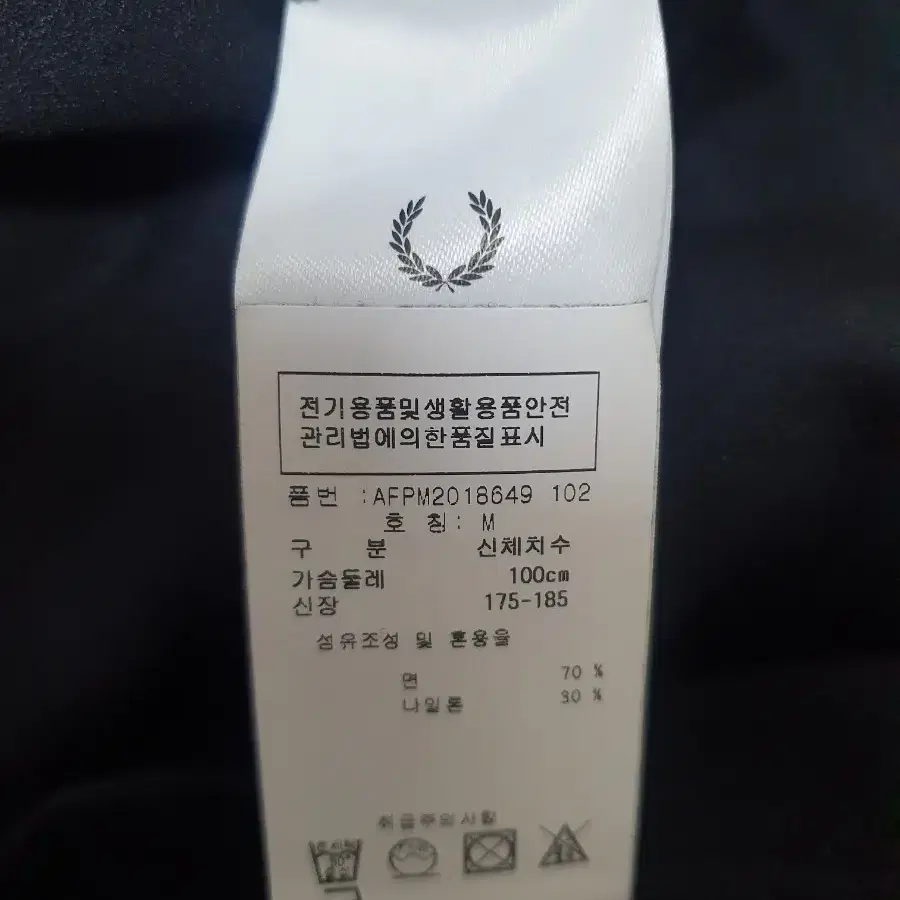 전기용품및생활용품안전
관리법에의한품질표시
품번 :AFPM2018649 102
호 칭: M
구 분 신체치수
가슴둘레 100cm
신장 175-185
섬유조성 및 혼용율
면 70 %
나일론 30 %
취급주의사항
30°